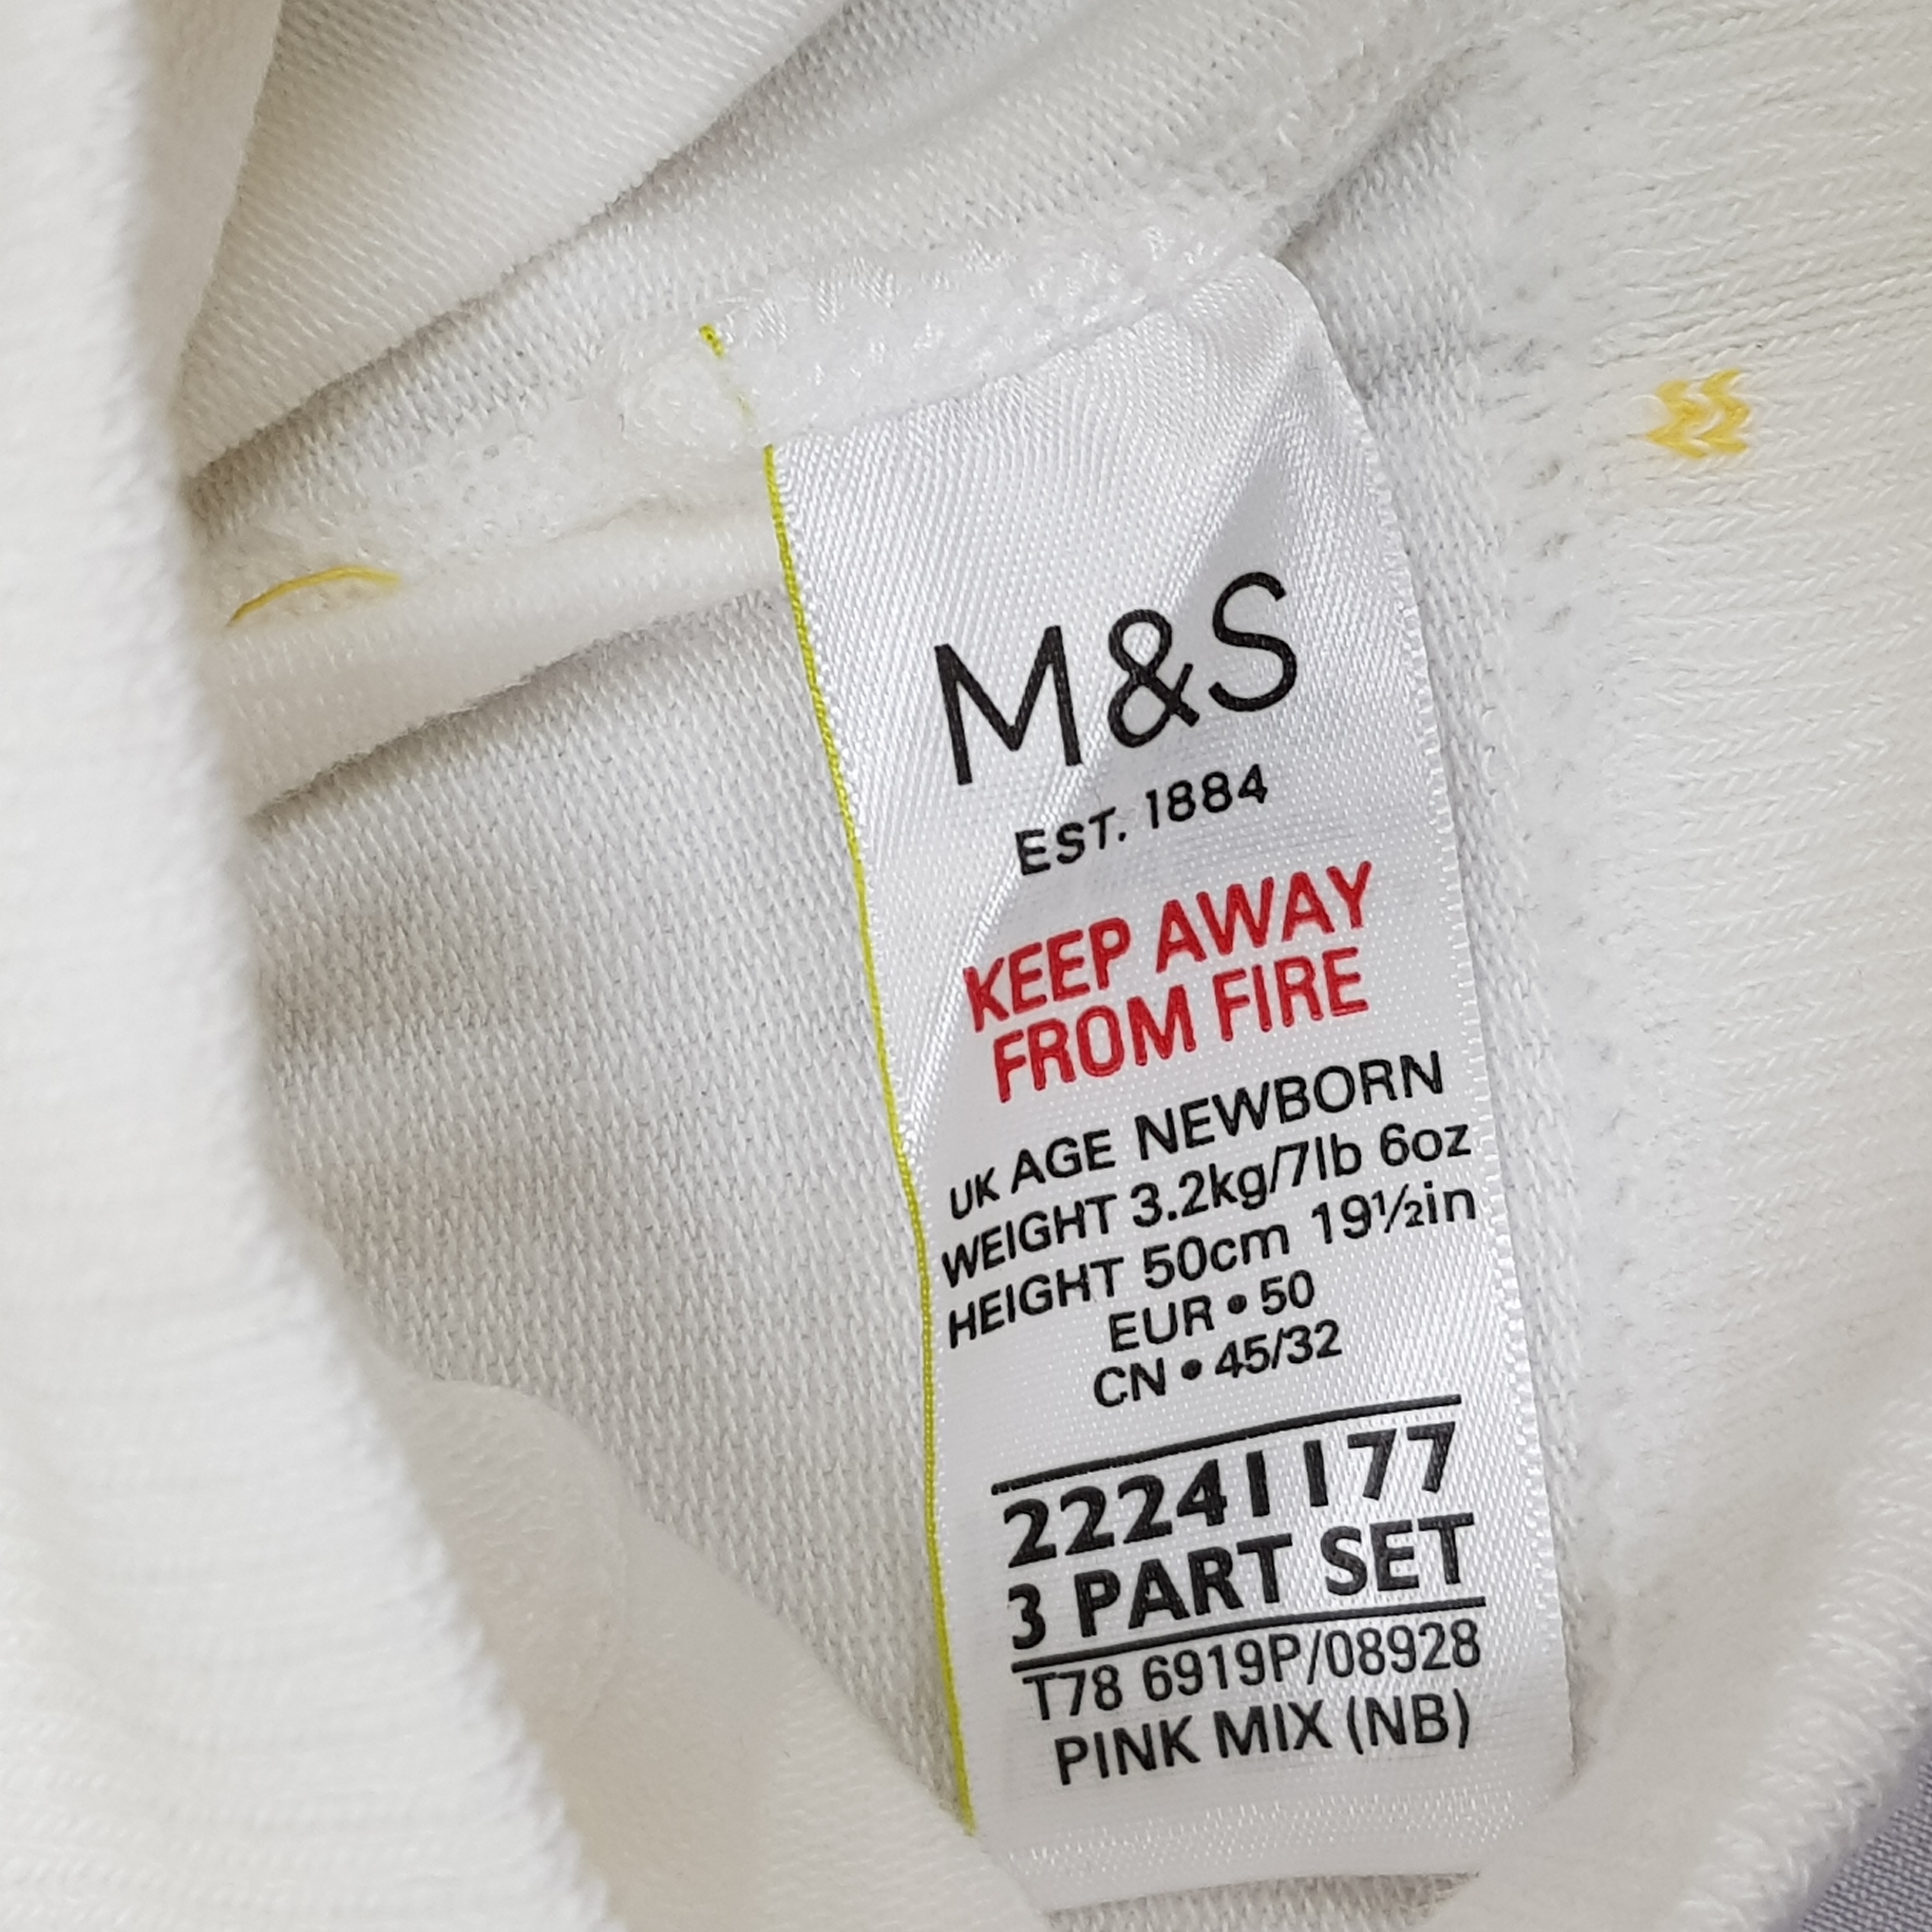 M&S
EST. 1884
KEEP AWAY
FROM FIRE
UK AGE NEWBORN
WEIGHT 3.2kg/7lb 6oz
HEIGHT 50cm 19½in
EUR • 50
CN • 45/32
22241177
3 PART SET
T78 6919P/08928
PINK MIX (NB)